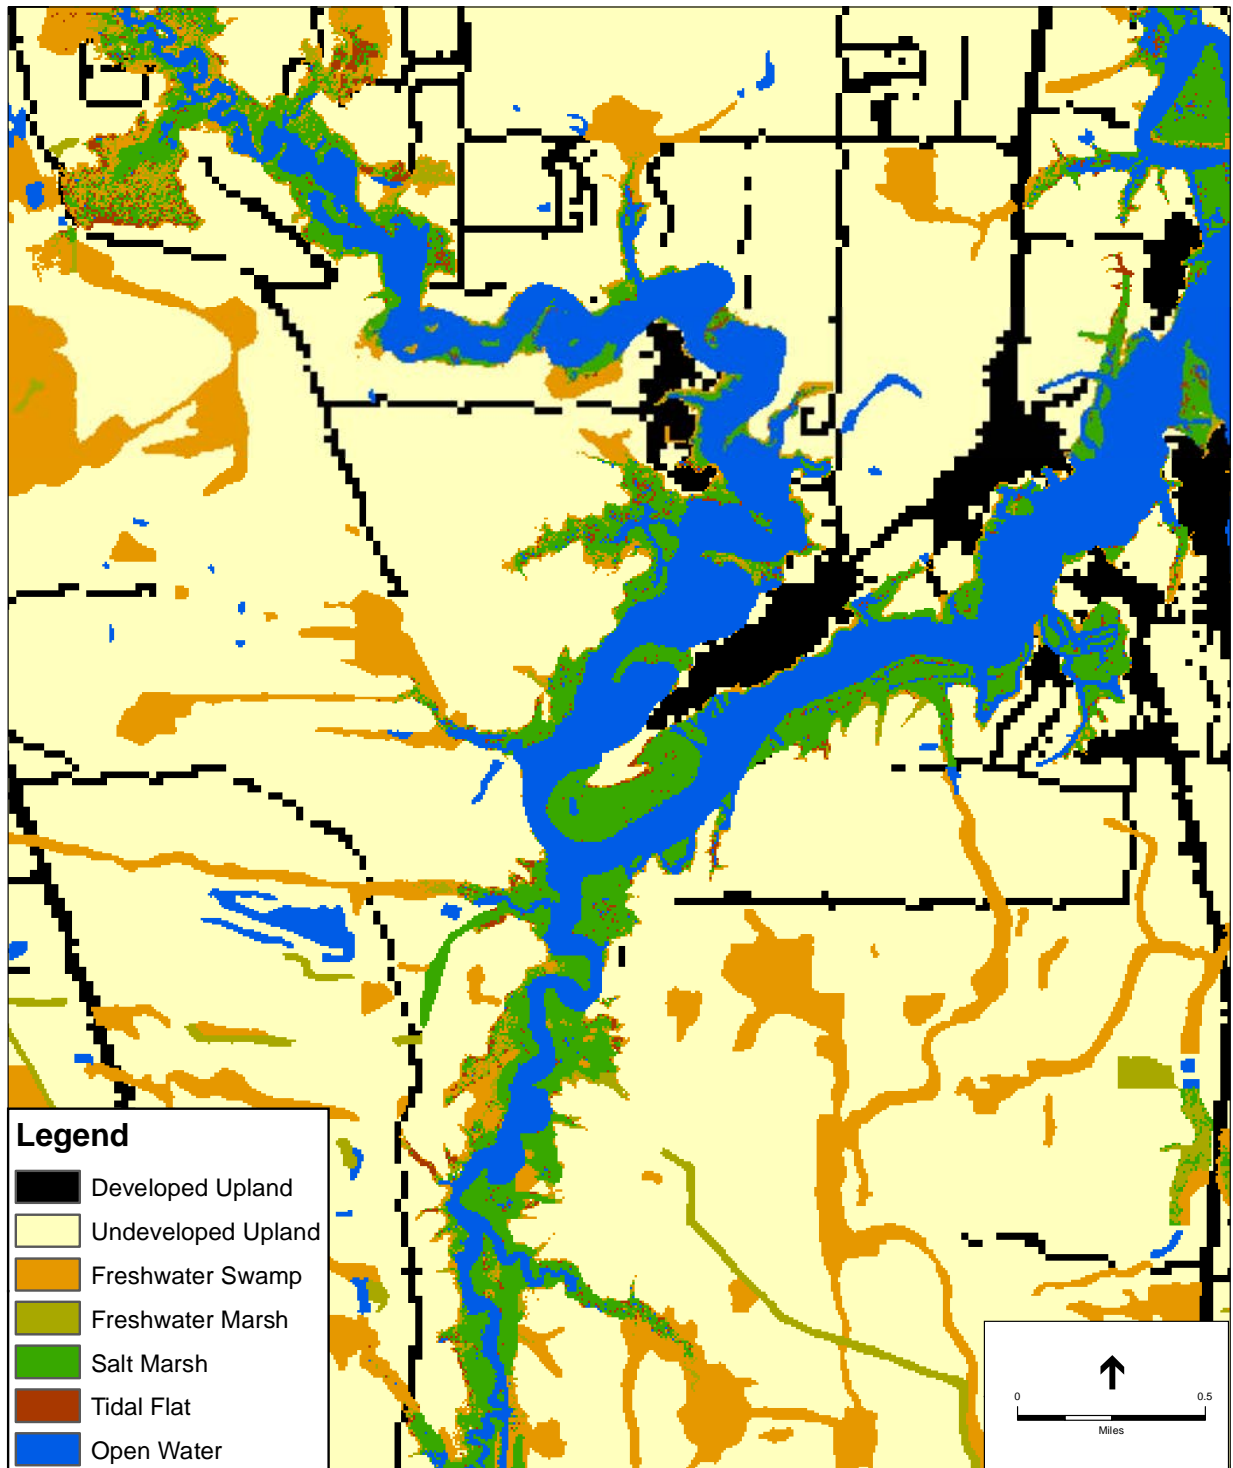 Legend
Developed Upland
Undeveloped Upland
Freshwater Swamp
Freshwater Marsh
Salt Marsh
Tidal Flat
Open Water
0 0.5
Miles